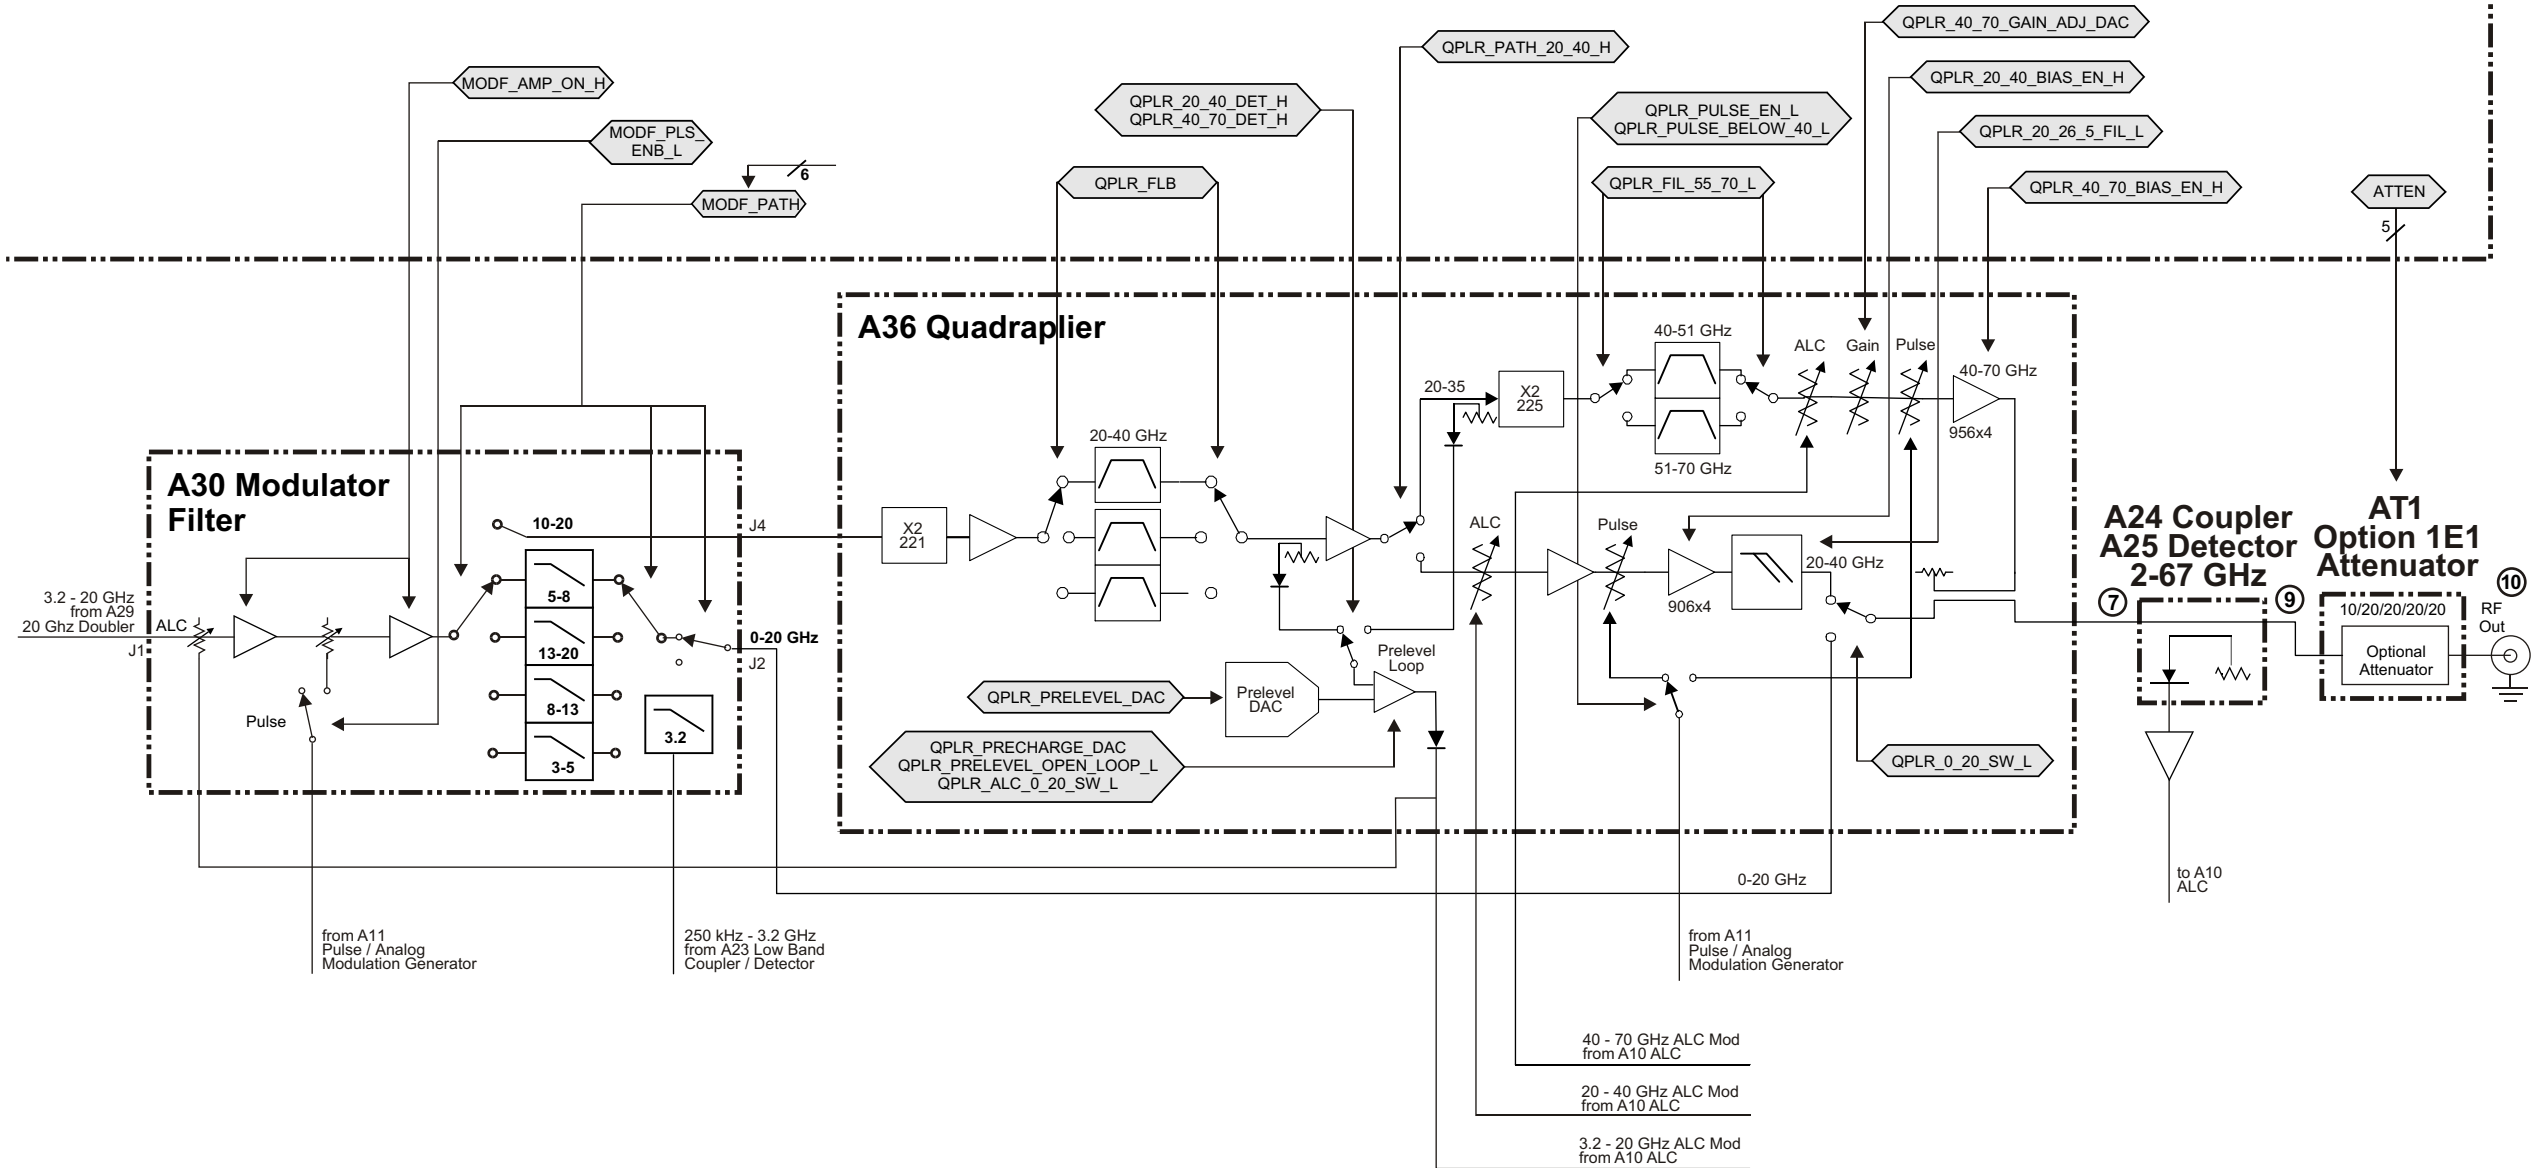 QPLR_40_70_GAIN_ADJ_DAC
QPLR_PATH_20_40_H
MODF_AMP_ON_H
QPLR_20_40_BIAS_EN_H
QPLR_20_40_DET_H
QPLR_40_70_DET_H
QPLR_PULSE_EN_L
QPLR_PULSE_BELOW_40_L
MODF_PLS_
ENB_L
QPLR_20_26_5_FIL_L
6
QPLR_FLB
QPLR_FIL_55_70_L
QPLR_40_70_BIAS_EN_H
ATTEN
MODF_PATH
5
A36 Quadraplier
40-51 GHz
ALC
Gain
Pulse
40-70 GHz
20-35
X2
225
956x4
20-40 GHz
51-70 GHz
A30 Modulator
Filter
10-20
J4
X2
221
ALC
Pulse
20-40 GHz
906x4
A24 Coupler
A25 Detector
2-67 GHz
AT1
Option 1E1
Attenuator
7
9
10
3.2 - 20 GHz
from A29
20 Ghz Doubler
J1
ALC
5-8
13-20
8-13
3-5
0-20 GHz
J2
3.2
Pulse
10/20/20/20/20
RF
Out
Optional
Attenuator
Prelevel
Loop
QPLR_PRELEVEL_DAC
Prelevel
DAC
QPLR_PRECHARGE_DAC
QPLR_PRELEVEL_OPEN_LOOP_L
QPLR_ALC_0_20_SW_L
QPLR_0_20_SW_L
0-20 GHz
to A10
ALC
from A11
Pulse / Analog
Modulation Generator
250 kHz - 3.2 GHz
from A23 Low Band
Coupler / Detector
from A11
Pulse / Analog
Modulation Generator
40 - 70 GHz ALC Mod
from A10 ALC
20 - 40 GHz ALC Mod
from A10 ALC
3.2 - 20 GHz ALC Mod
from A10 ALC